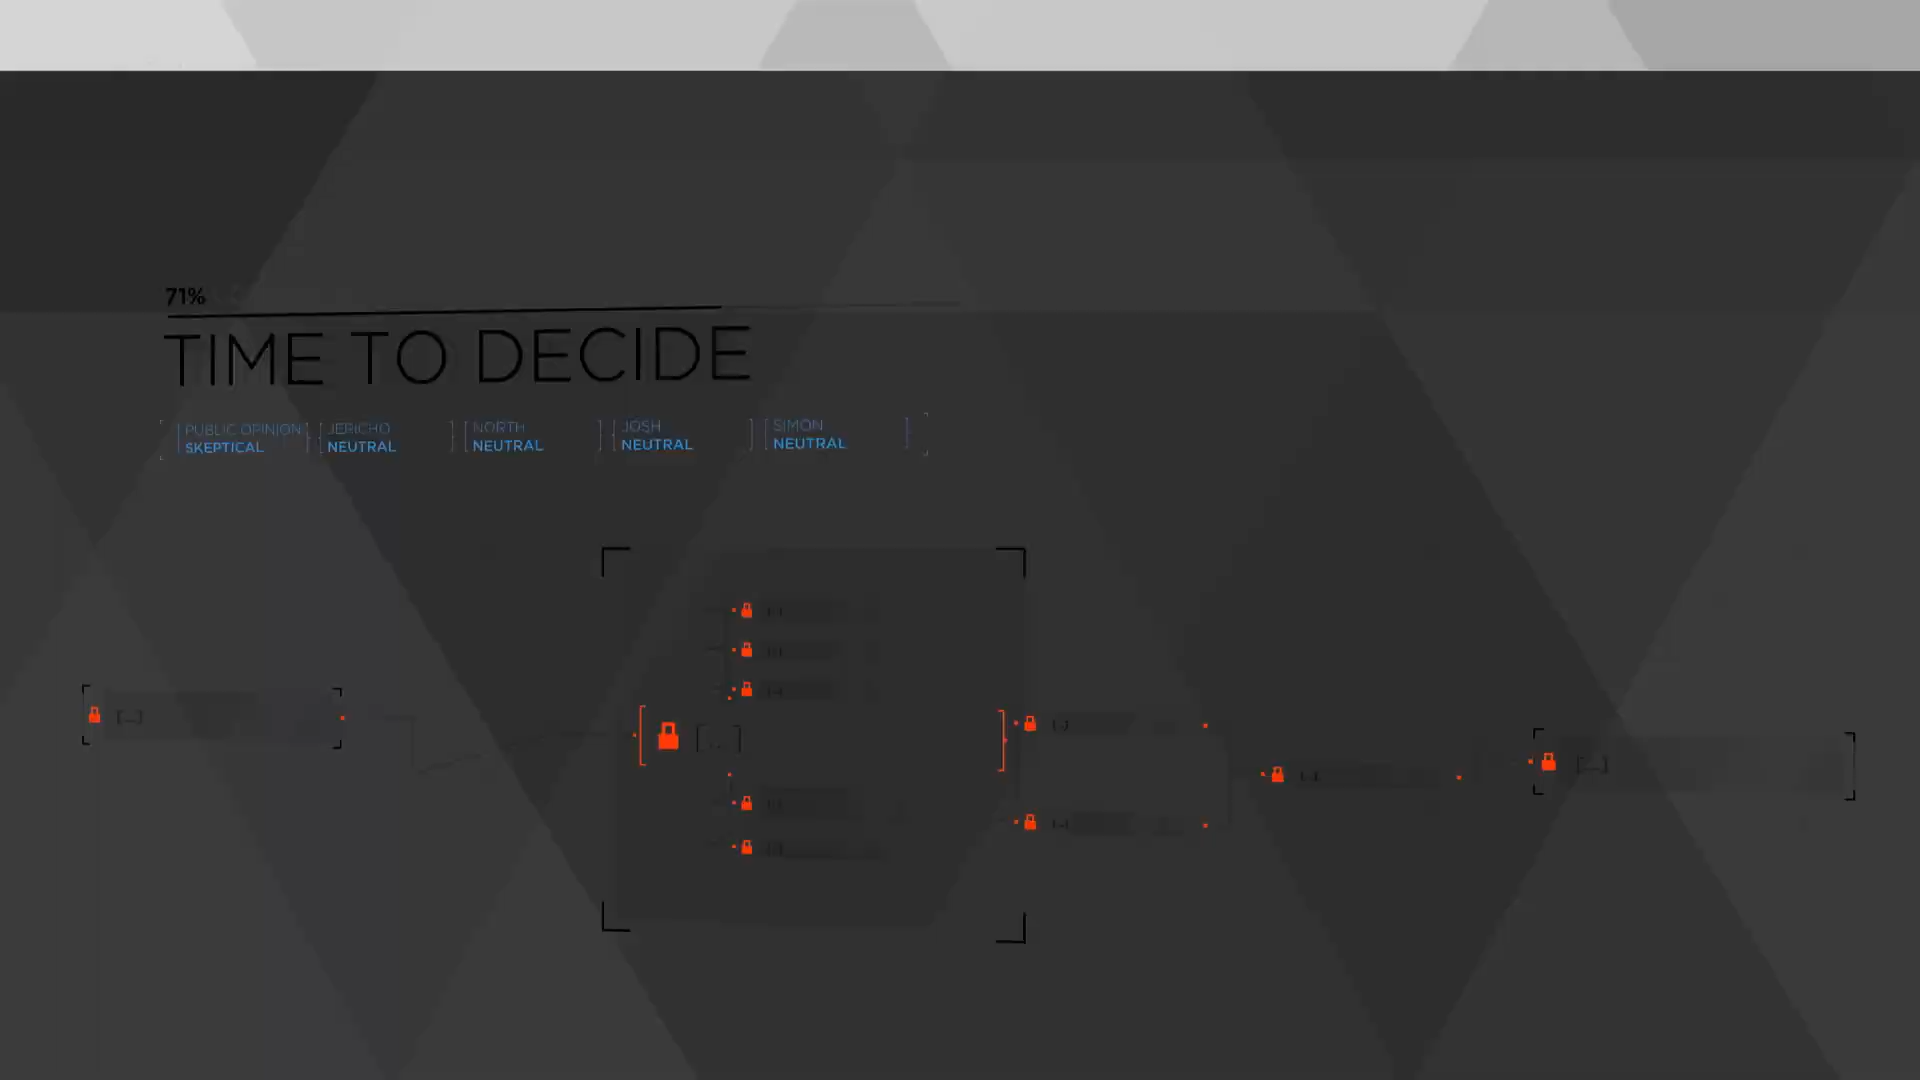 71%
TIME TO DECIDE
PUBLIC OPINION JERICHO NORTH JOSH SIMON
SKEPTICAL NEUTRAL NEUTRAL NEUTRAL NEUTRAL